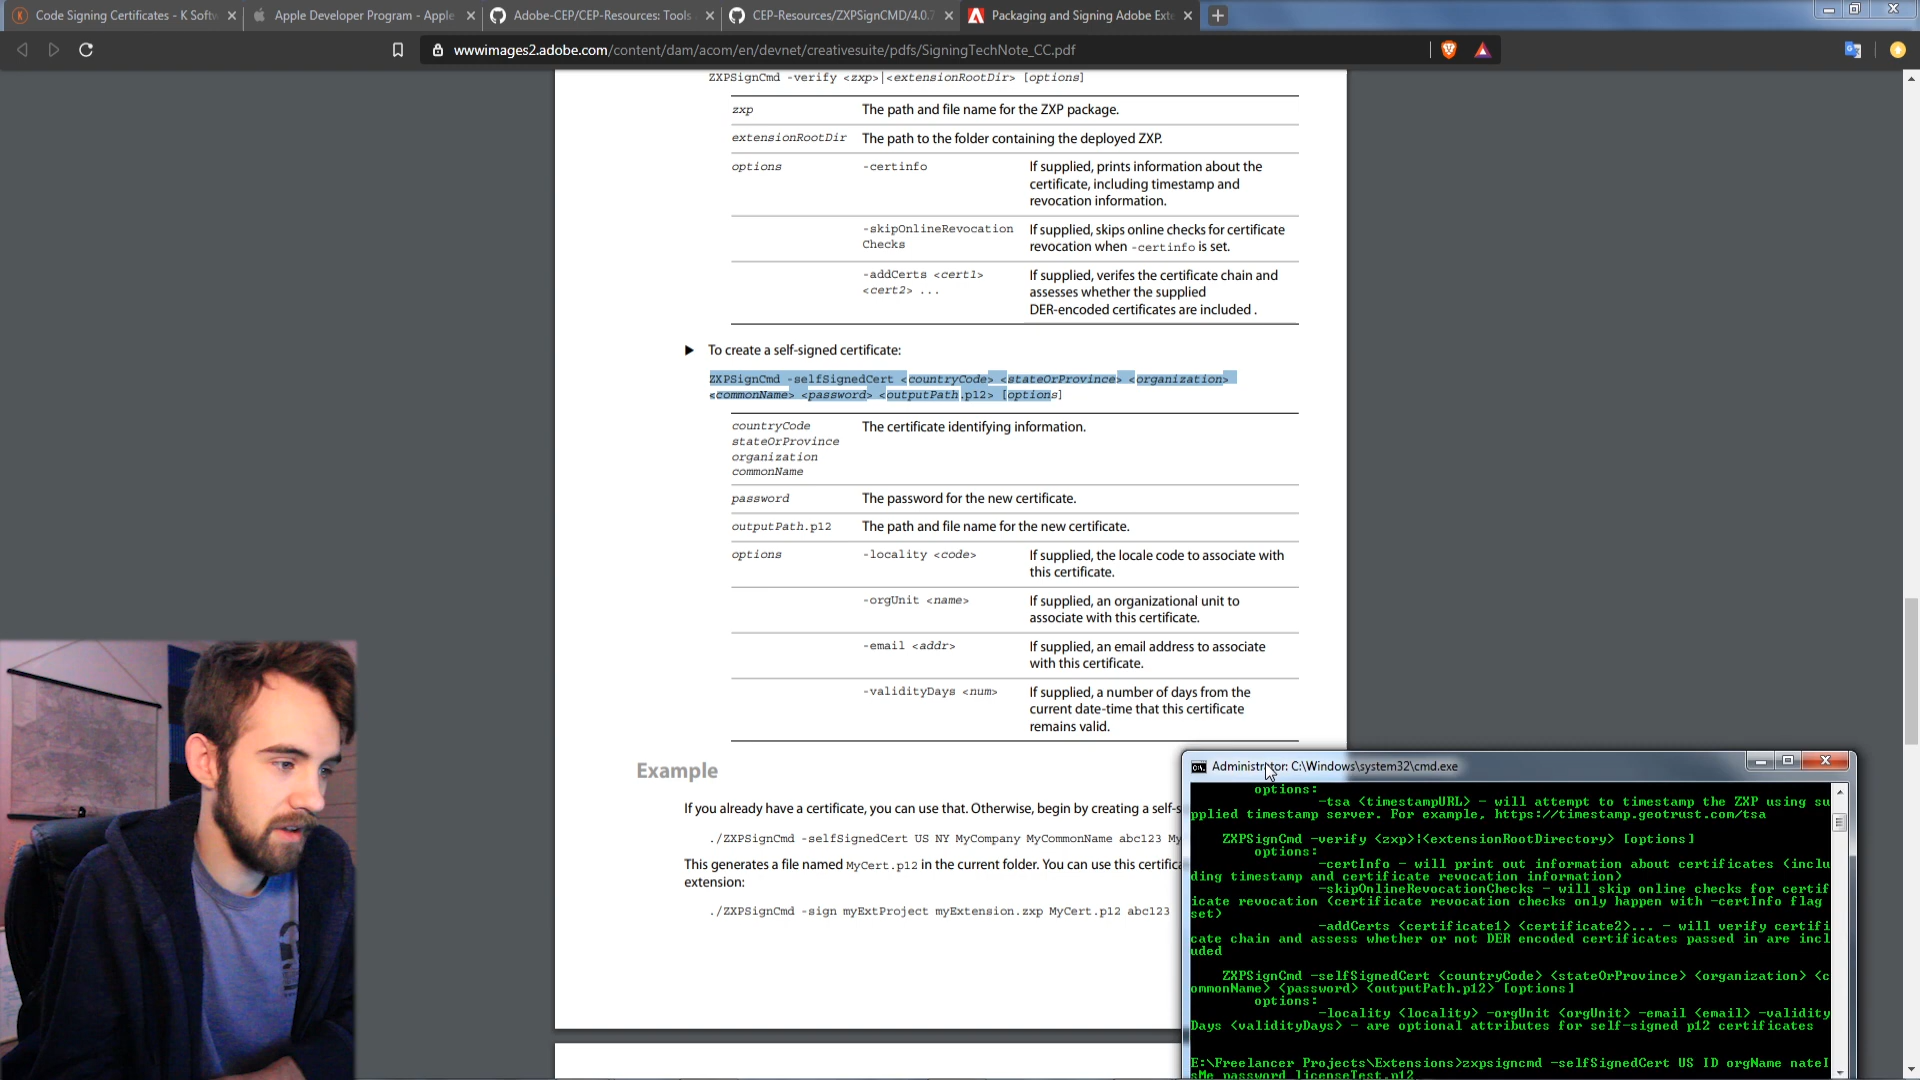 Code Signing Certificates - K Softw
Apple Developer Program - Apple
Adobe-CEP/CEP-Resources: Tools
CEP-Resources/ZXPSignCMD/4.0.7
Packaging and Signing Adobe Exte
wwwimages2.adobe.com/content/dam/acom/en/devnet/creativesuite/pdfs/SigningTechNote_CC.pdf
ZXPSignCmd -verify <zxp>|<extensionRootDir> [options]
zxp The path and file name for the ZXP package.
extensionRootDir The path to the folder containing the deployed ZXP.
options -certinfo If supplied, prints information about the
certificate, including timestamp and
revocation information.
-skipOnlineRevocation If supplied, skips online checks for certificate
Checks revocation when -certinfo is set.
-addCerts <cert1> If supplied, verifes the certificate chain and
<cert2> ... assesses whether the supplied
DER-encoded certificates are included .
To create a self-signed certificate:
ZXPSignCmd -selfSignedCert <countryCode> <stateOrProvince> <organization>
<commonName> <password> <outputPath.p12> [options]
countryCode The certificate identifying information.
stateOrProvince
organization
commonName
password The password for the new certificate.
outputPath.p12 The path and file name for the new certificate.
options -locality <code> If supplied, the locale code to associate with
this certificate.
-orgUnit <name> If supplied, an organizational unit to
associate with this certificate.
-email <addr> If supplied, an email address to associate
with this certificate.
-validityDays <num> If supplied, a number of days from the
current date-time that this certificate
remains valid.
Example
If you already have a certificate, you can use that. Otherwise, begin by creating a self-s
./ZXPSignCmd -selfSignedCert US NY MyCompany MyCommonName abc123 My
This generates a file named MyCert.p12 in the current folder. You can use this certifica
extension:
./ZXPSignCmd -sign myExtProject myExtension.zxp MyCert.p12 abc123
Administrator: C:\Windows\system32\cmd.exe
options:
-tsa <timestampURL> - will attempt to timestamp the ZXP using su
pplied timestamp server. For example, https://timestamp.geotrust.com/tsa
ZXPSignCmd -verify <zxp>|<extensionRootDirectory> [options]
options:
-certInfo - will print out information about certificates (inclu
ding timestamp and certificate revocation information)
-skipOnlineRevocationChecks - will skip online checks for certif
icate revocation (certificate revocation checks only happen with -certInfo flag
set)
-addCerts <certificate1> <certificate2>... - will verify certifi
cate chain and assess whether or not DER encoded certificates passed in are incl
uded
ZXPSignCmd -selfSignedCert <countryCode> <stateOrProvince> <organization> <c
ommonName> <password> <outputPath.p12> [options]
options:
-locality <locality> -orgUnit <orgUnit> -email <email> -validity
Days <validityDays> - are optional attributes for self-signed p12 certificates
E:\Freelancer Projects\Extensions>zxpsigncmd -selfSignedCert US ID orgName nateI
sMe password licenseTest.p12